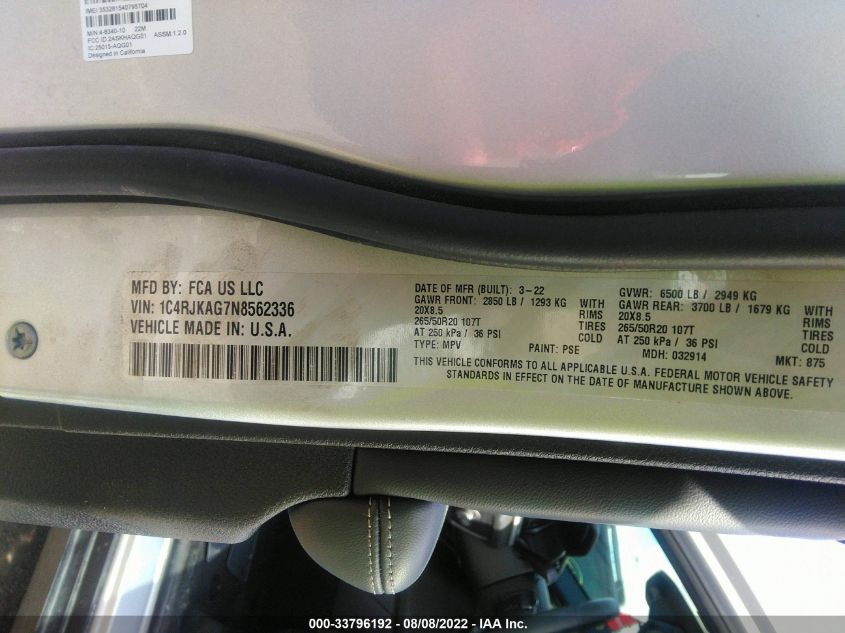 IMEI 353281540795704
M/N:4-6340-10 22M
FCC ID:2ASKHAQG01 ASSM:1.2.0
IC:25015-AQG01
Designed in California
MFD BY: FCA US LLC
VIN: 1C4RJKAG7N8562336
VEHICLE MADE IN U.S.A.
DATE OF MFR (BUILT): 3-22
GAWR FRONT: 2850 LB / 1293 KG WITH
20X8.5 RIMS
265/50R20 107T TIRES
AT 250 kPa / 36 PSI COLD
TYPE: MPV PAINT: PSE
GVWR: 6500 LB / 2949 KG
GAWR REAR: 3700 LB / 1679 KG WITH
20X8.5 RIMS
265/50R20 107T TIRES
AT 250 kPa / 36 PSI COLD
MDH: 032914 MKT: 875
THIS VEHICLE CONFORMS TO ALL APPLICABLE U.S.A. FEDERAL MOTOR VEHICLE SAFETY
STANDARDS IN EFFECT ON THE DATE OF MANUFACTURE SHOWN ABOVE.
000-33796192 - 08/08/2022 - IAA Inc.